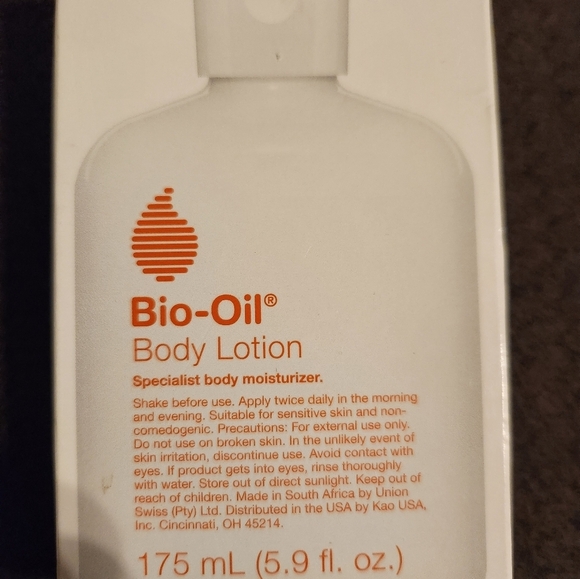 Bio-Oil®
Body Lotion
Specialist body moisturizer.
Shake before use. Apply twice daily in the morning
and evening. Suitable for sensitive skin and non-
comedogenic. Precautions: For external use only.
Do not use on broken skin. In the unlikely event of
skin irritation, discontinue use. Avoid contact with
eyes. If product gets into eyes, rinse thoroughly
with water. Store out of direct sunlight. Keep out of
reach of children. Made in South Africa by Union
Swiss (Pty) Ltd. Distributed in the USA by Kao USA,
Inc. Cincinnati, OH 45214.
175 mL (5.9 fl. oz.)